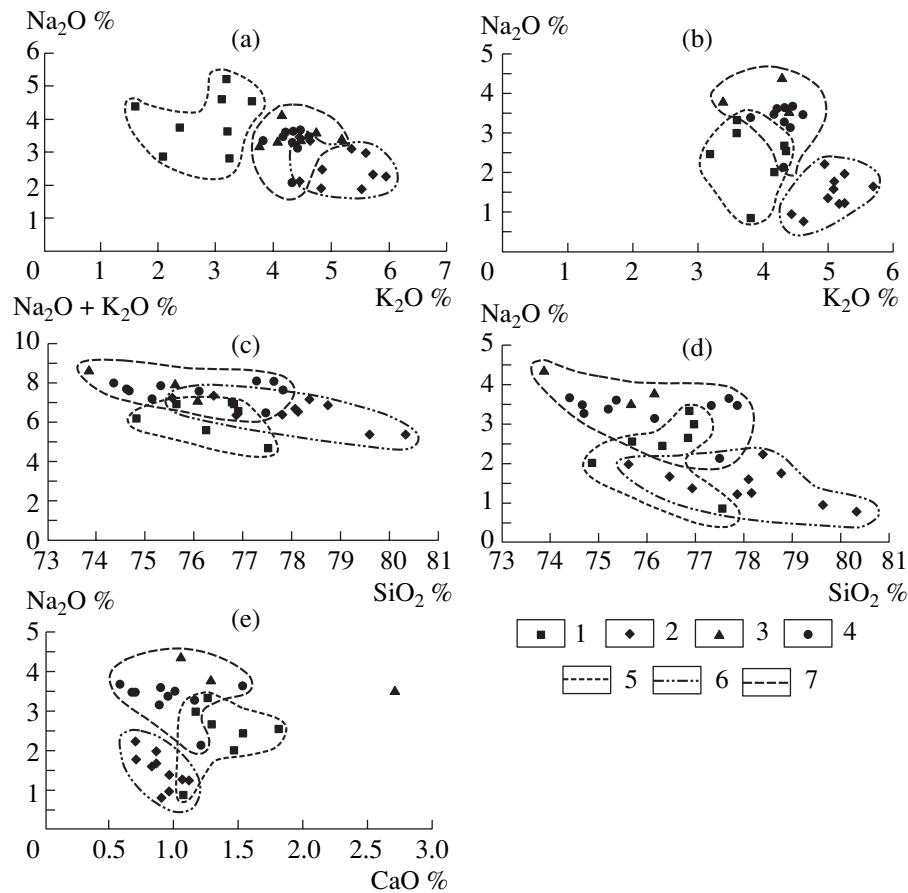 Na₂O %
(a)
6
5
4
3
2
1
0 1 2 3 4 5 6 7
K₂O %
Na₂O %
(b)
5
4
3
2
1
0 1 2 3 4 5 6
K₂O %
Na₂O + K₂O %
(c)
10
8
6
4
2
0
73 74 75 76 77 78 79 80 81
SiO₂ %
Na₂O %
(d)
5
4
3
2
1
0
73 74 75 76 77 78 79 80 81
SiO₂ %
Na₂O %
(e)
5
4
3
2
1
0 0.5 1.0 1.5 2.0 2.5 3.0
CaO %
1 2 3 4
5 6 7